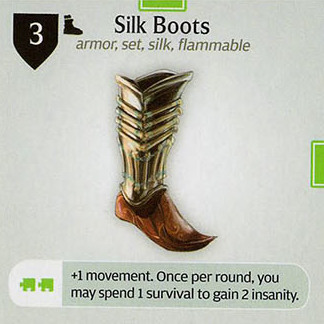 3
Silk Boots
armor, set, silk, flammable
+1 movement. Once per round, you
may spend 1 survival to gain 2 insanity.